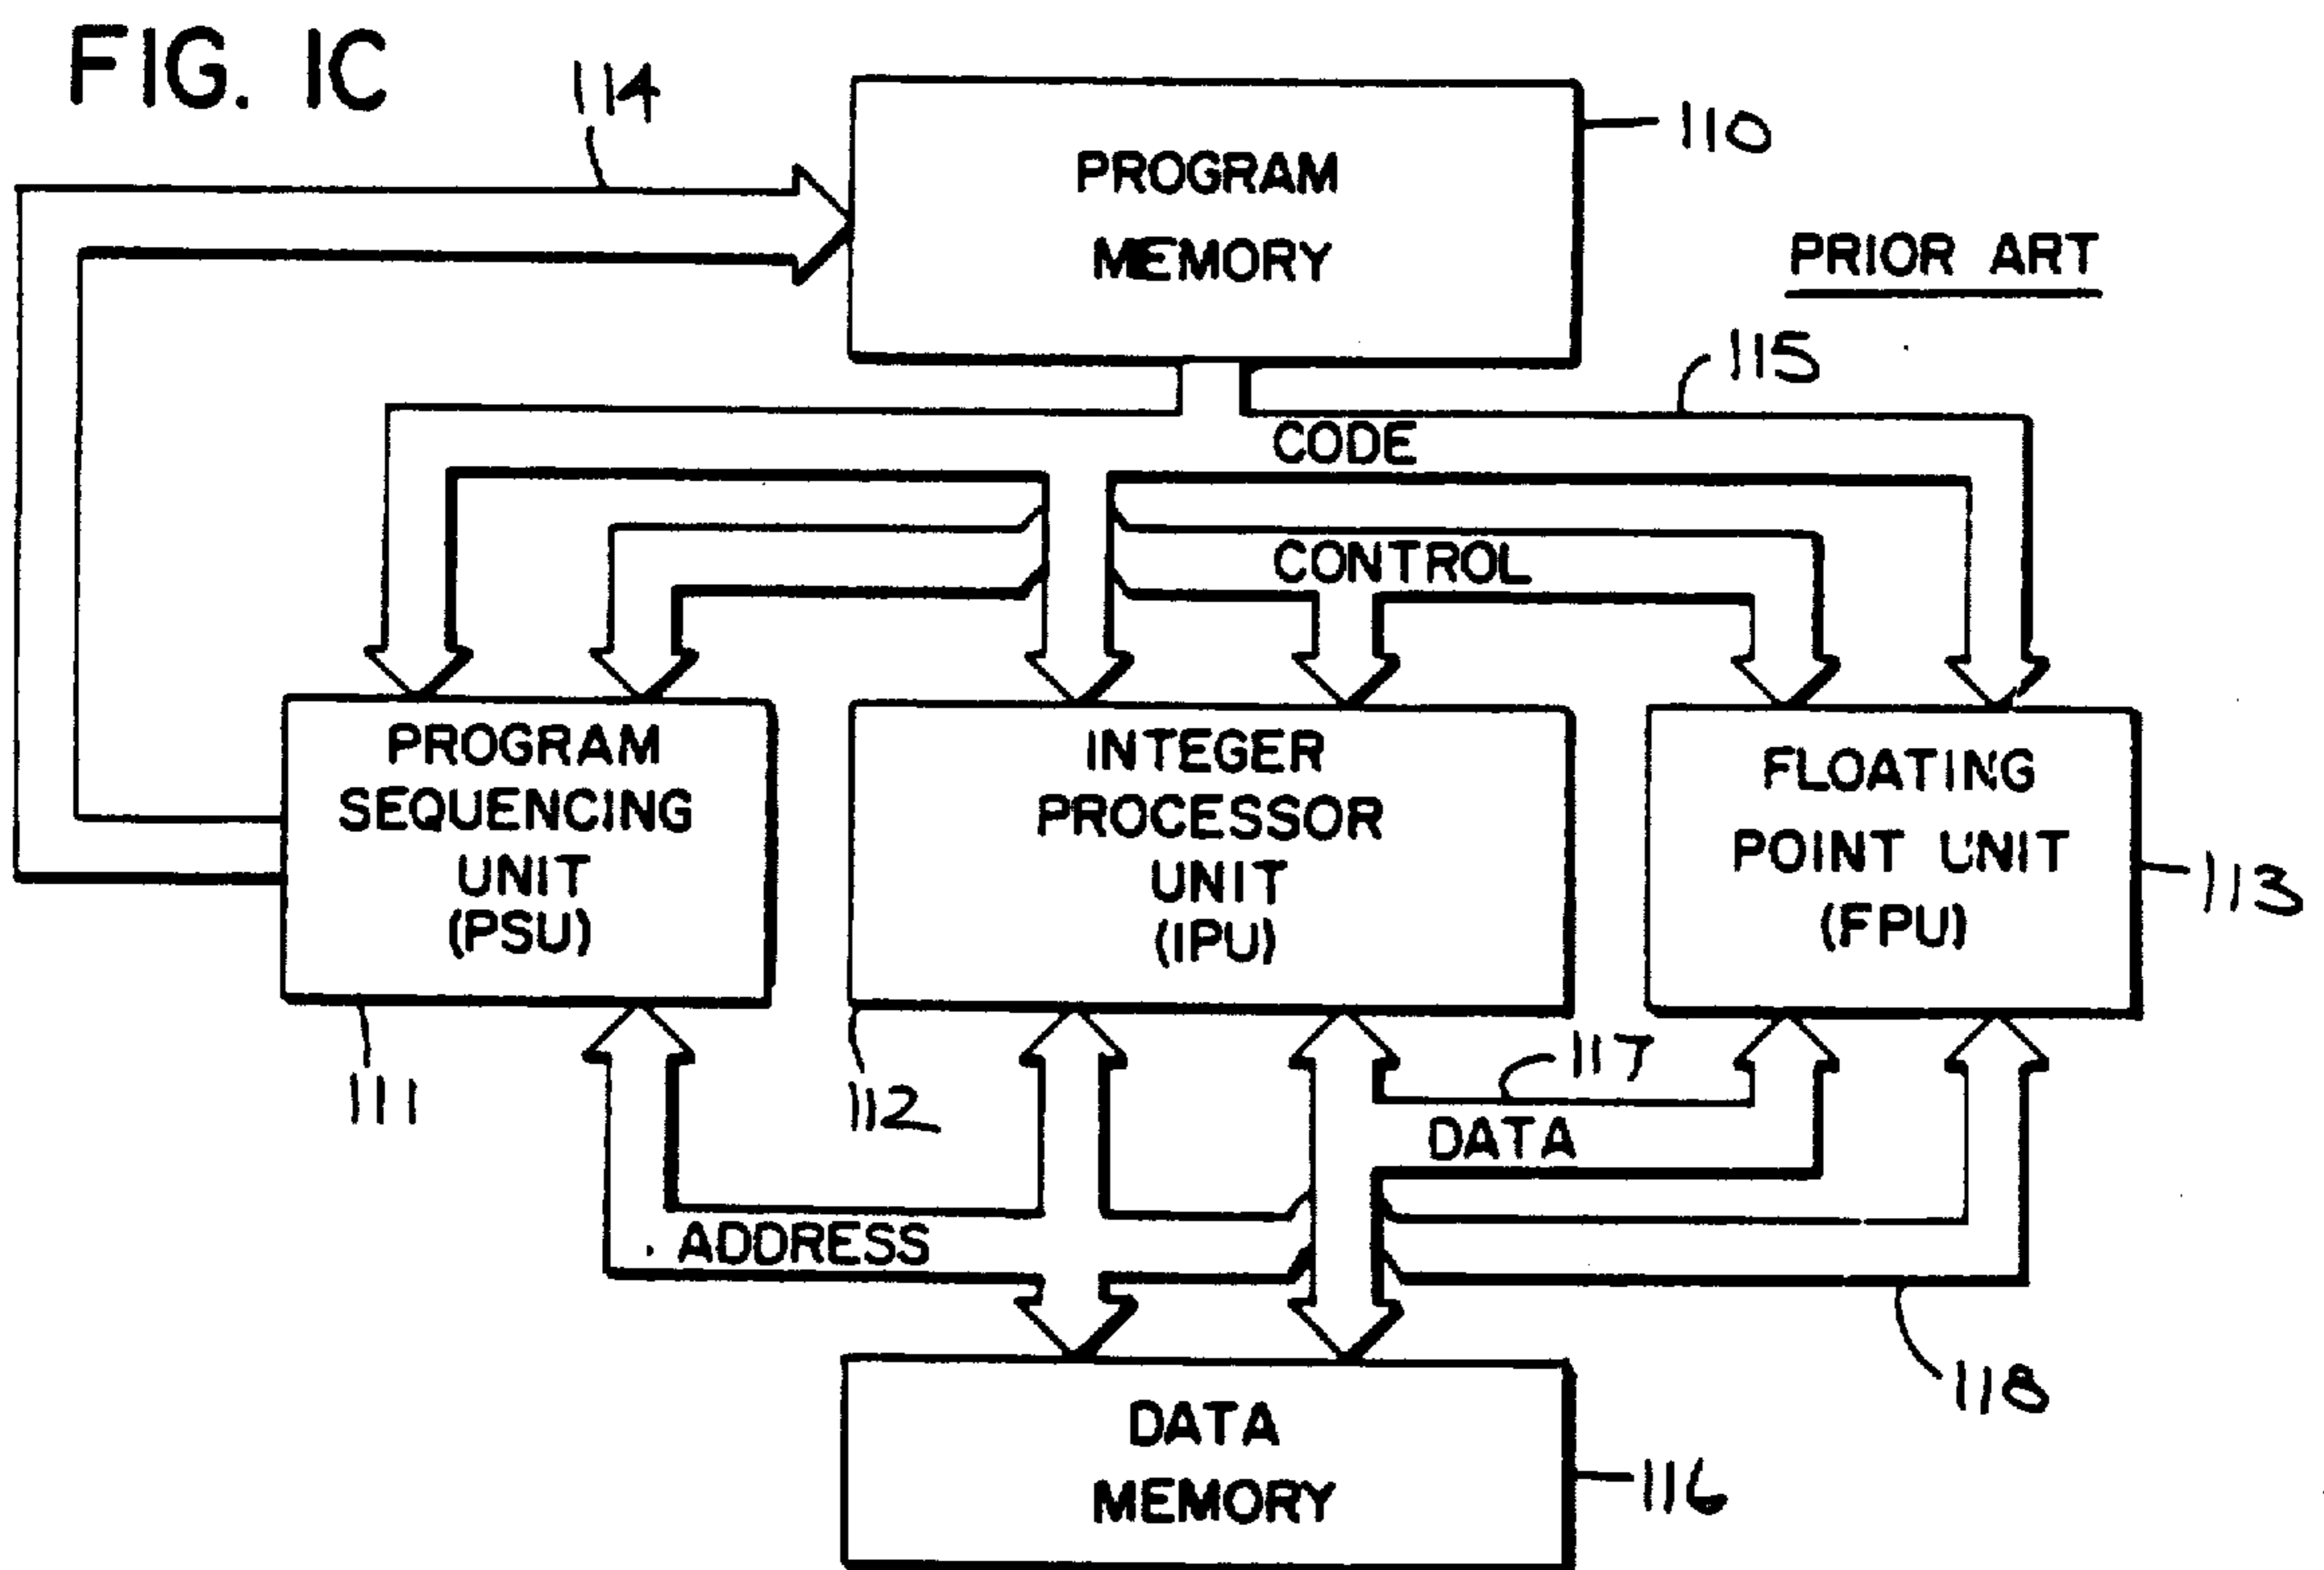 FIG. 1C
114
PROGRAM
MEMORY
110
PRIOR ART
115
CODE
CONTROL
PROGRAM
SEQUENCING
UNIT
(PSU)
INTEGER
PROCESSOR
UNIT
(IPU)
FLOATING
POINT UNIT
(FPU)
113
111
112
117
DATA
ADDRESS
118
DATA
MEMORY
116